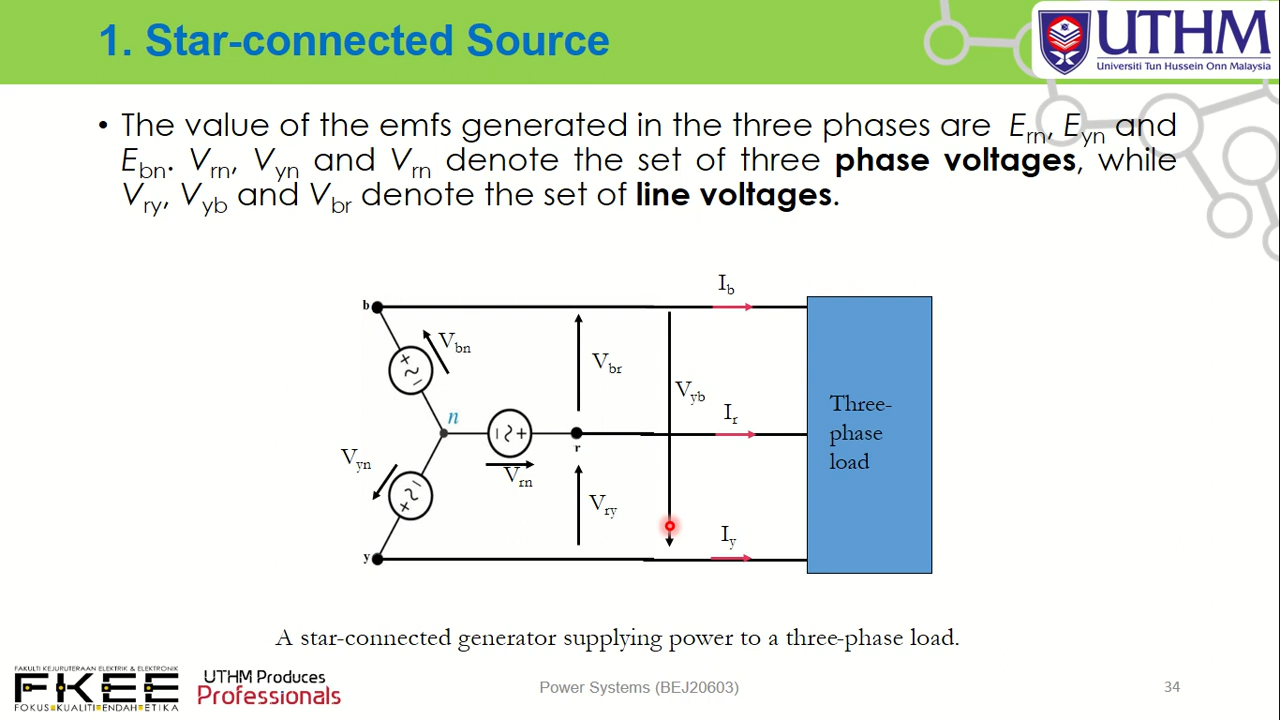 1. Star-connected Source
UTHM
Universiti Tun Hussein Onn Malaysia
• The value of the emfs generated in the three phases are Ern, Eyn and
Ebn. Vrn, Vyn and Vrn denote the set of three phase voltages, while
Vry, Vyb and Vbr denote the set of line voltages.
Ib
b
Vbn
Vbr
Vyb
n
Ir
Three-
phase
load
r
Vyn
Vrn
Vry
Iy
y
A star-connected generator supplying power to a three-phase load.
FAKULTI KEJURUTERAAN ELEKTRIK & ELEKTRONIK
FKEE
FOKUS KUALITI ENDAH ETIKA
UTHM Produces
Professionals
Power Systems (BEJ20603)
34